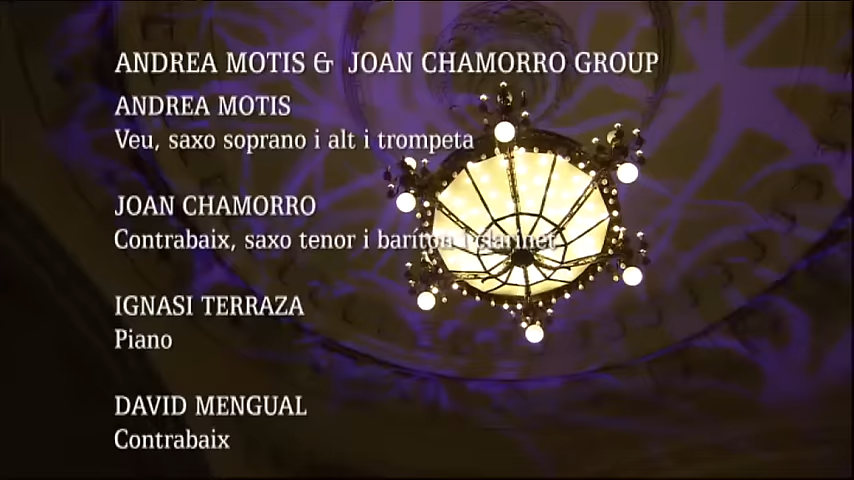 ANDREA MOTIS & JOAN CHAMORRO GROUP
ANDREA MOTIS
Veu, saxo soprano i alt i trompeta
JOAN CHAMORRO
Contrabaix, saxo tenor i baríton i clarinet
IGNASI TERRAZA
Piano
DAVID MENGUAL
Contrabaix